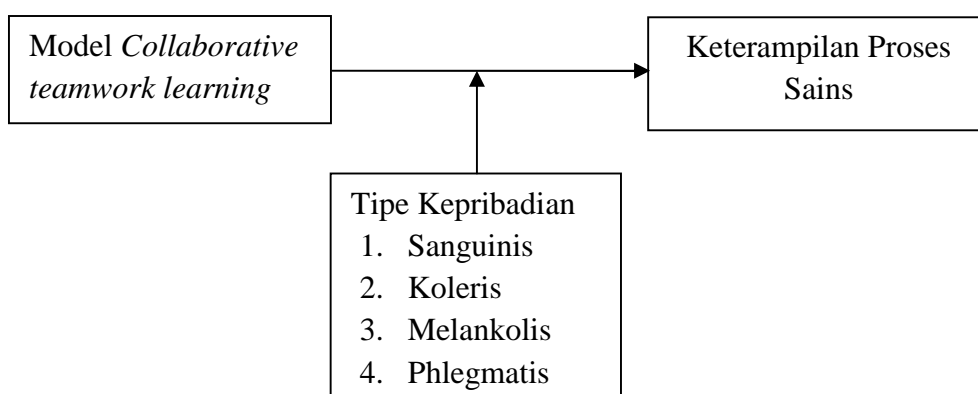 Model Collaborative
teamwork learning
Keterampilan Proses
Sains
Tipe Kepribadian
1. Sanguinis
2. Koleris
3. Melankolis
4. Phlegmatis